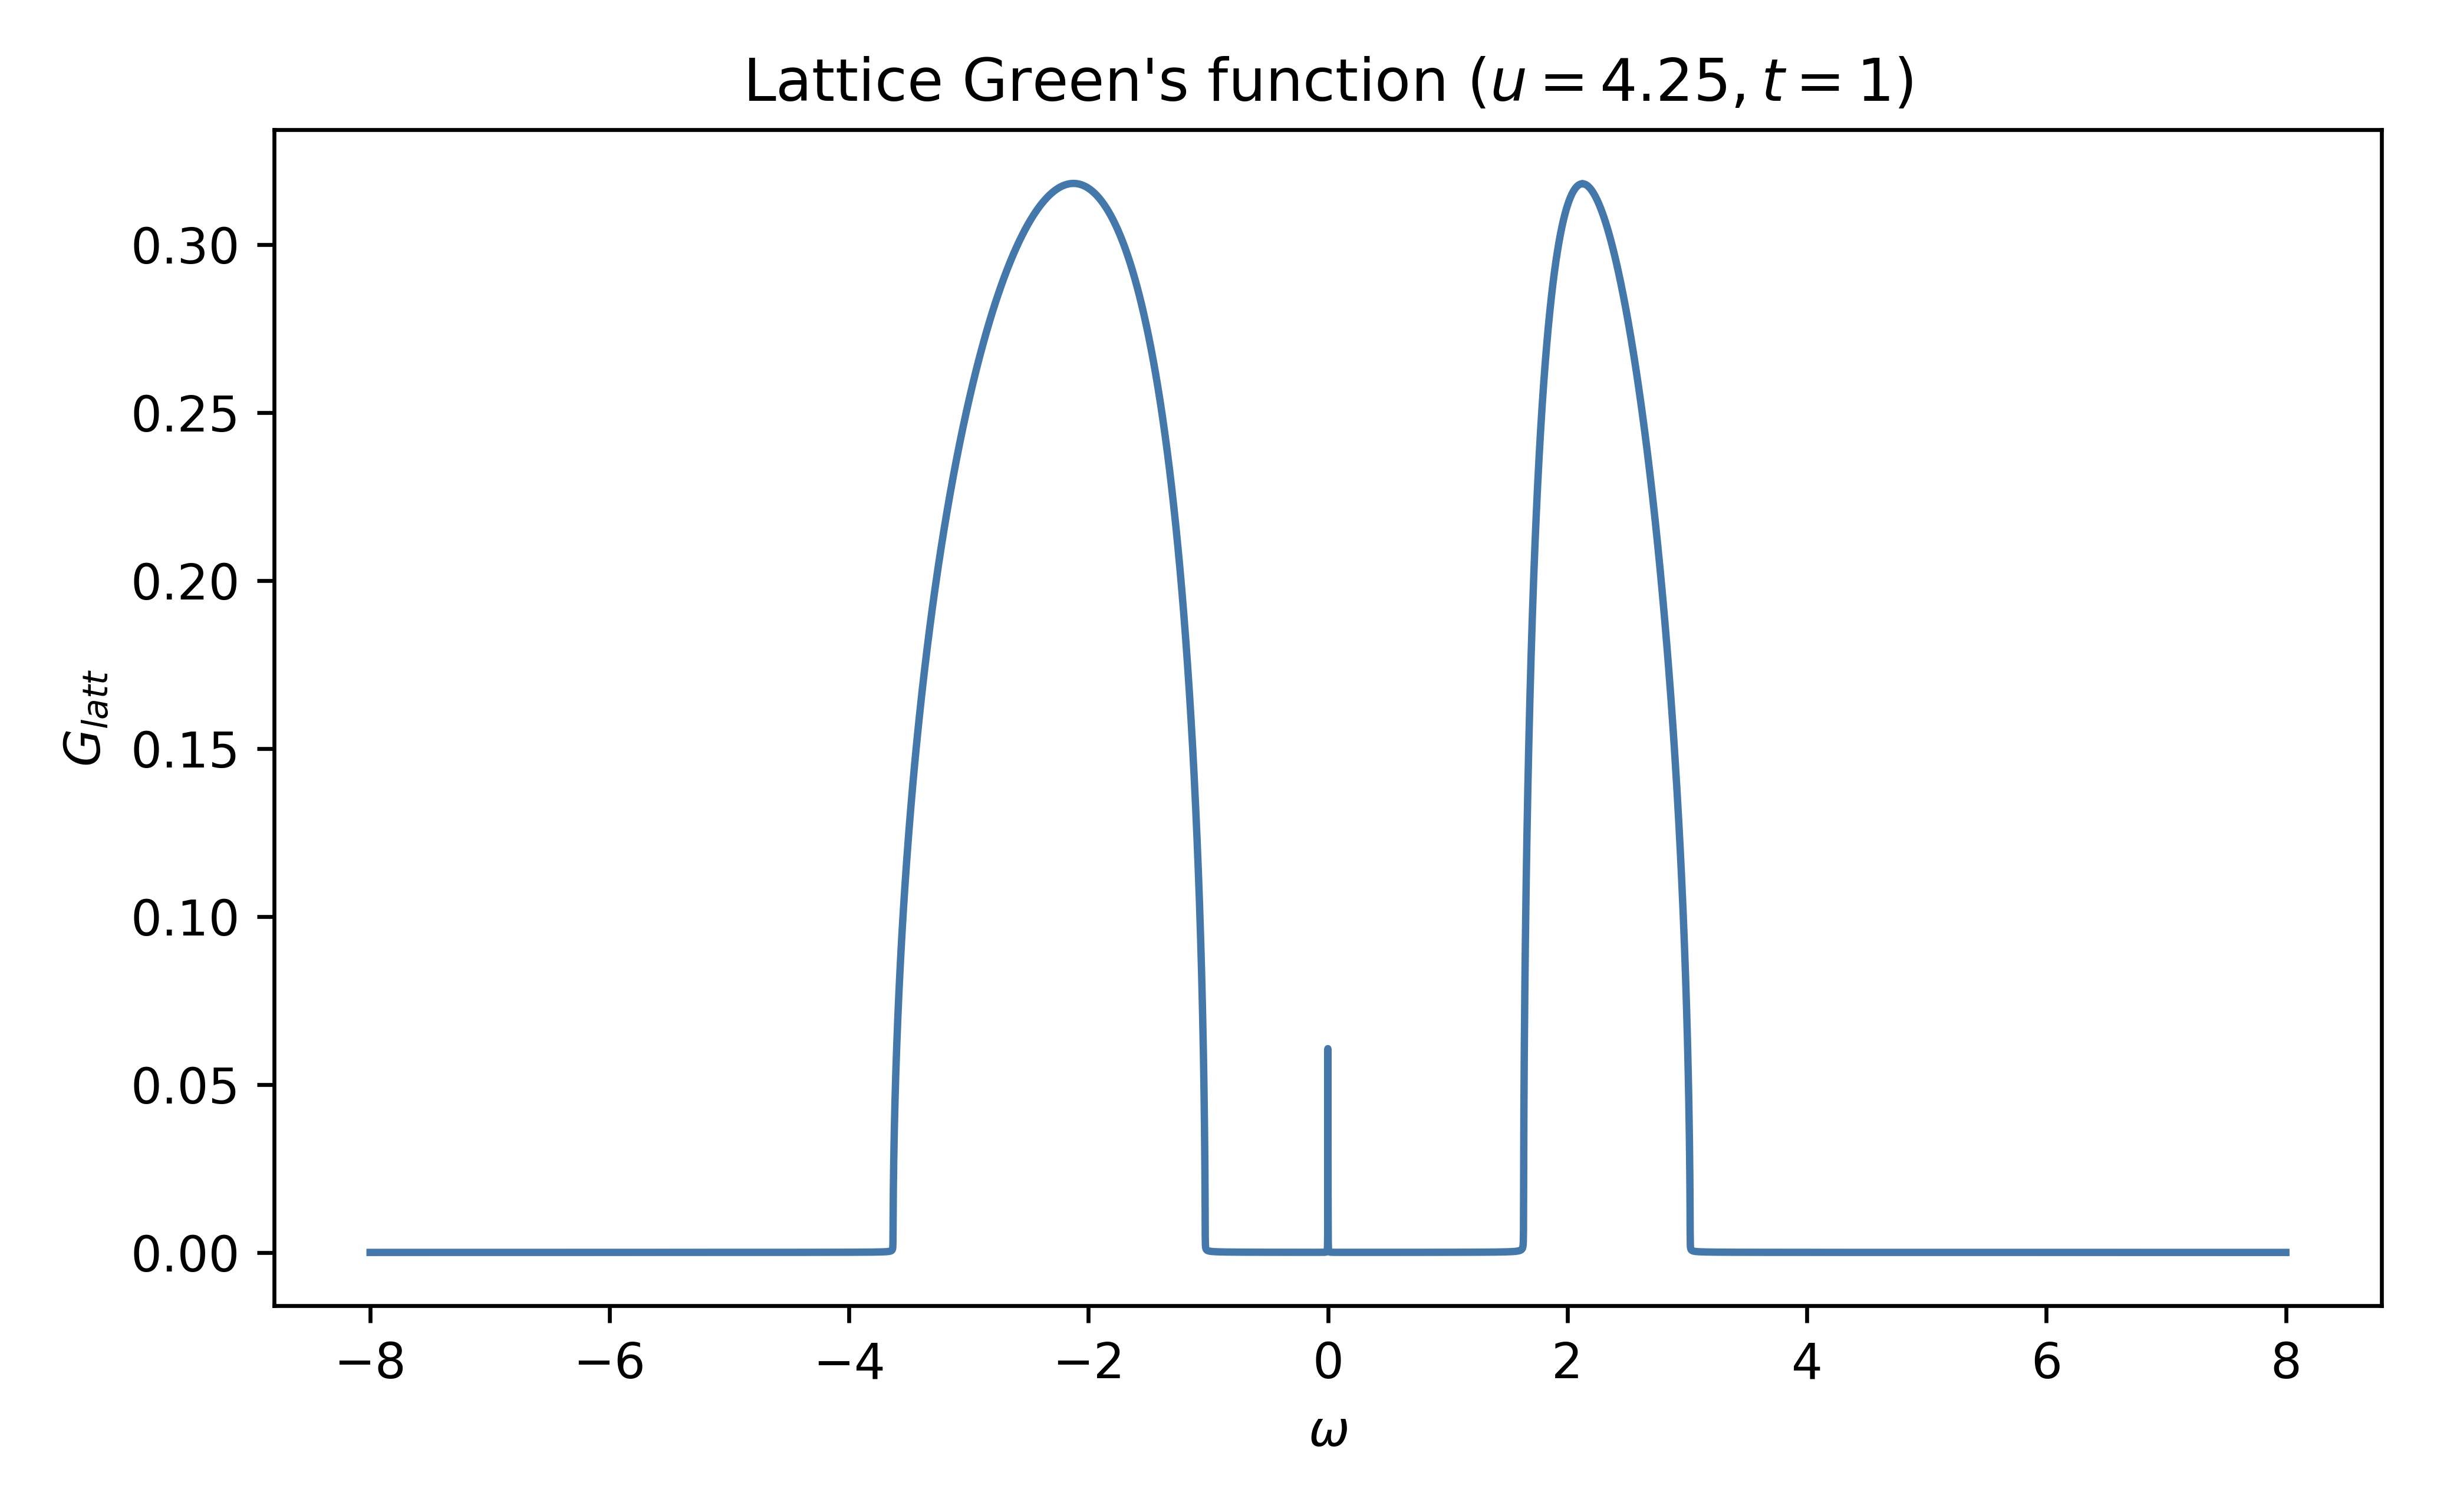 Lattice Green's function (u = 4.25, t = 1)
G_latt
0.30
0.25
0.20
0.15
0.10
0.05
0.00
−8 −6 −4 −2 0 2 4 6 8
ω